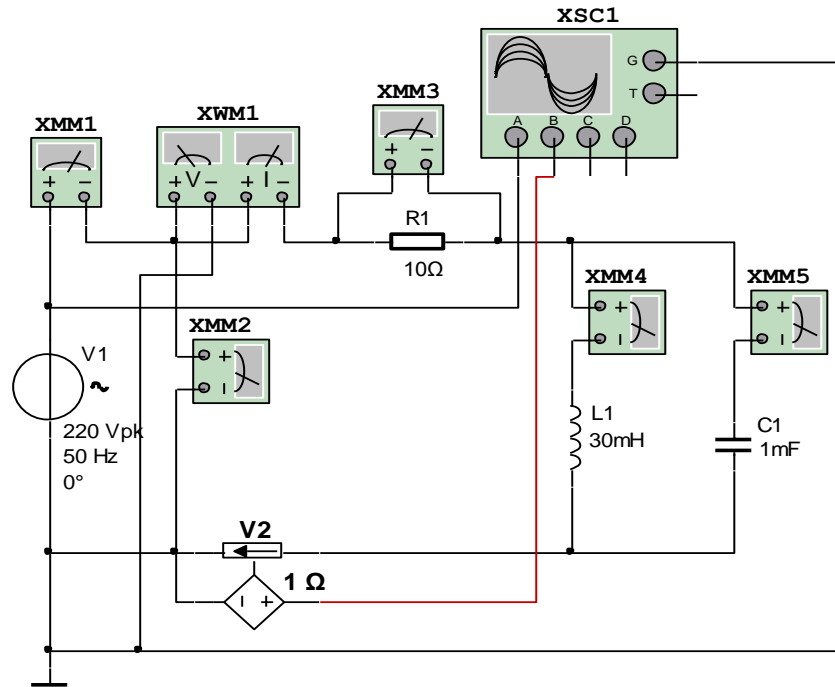 XSC1
G
T
A B C D
XMM3
+ −
XWM1
+ V − + I −
XMM1
+ −
R1
10Ω
XMM4
+
−
XMM5
+
−
XMM2
+
−
V1
~
220 Vpk
50 Hz
0°
L1
30mH
C1
1mF
V2
1 Ω
− +